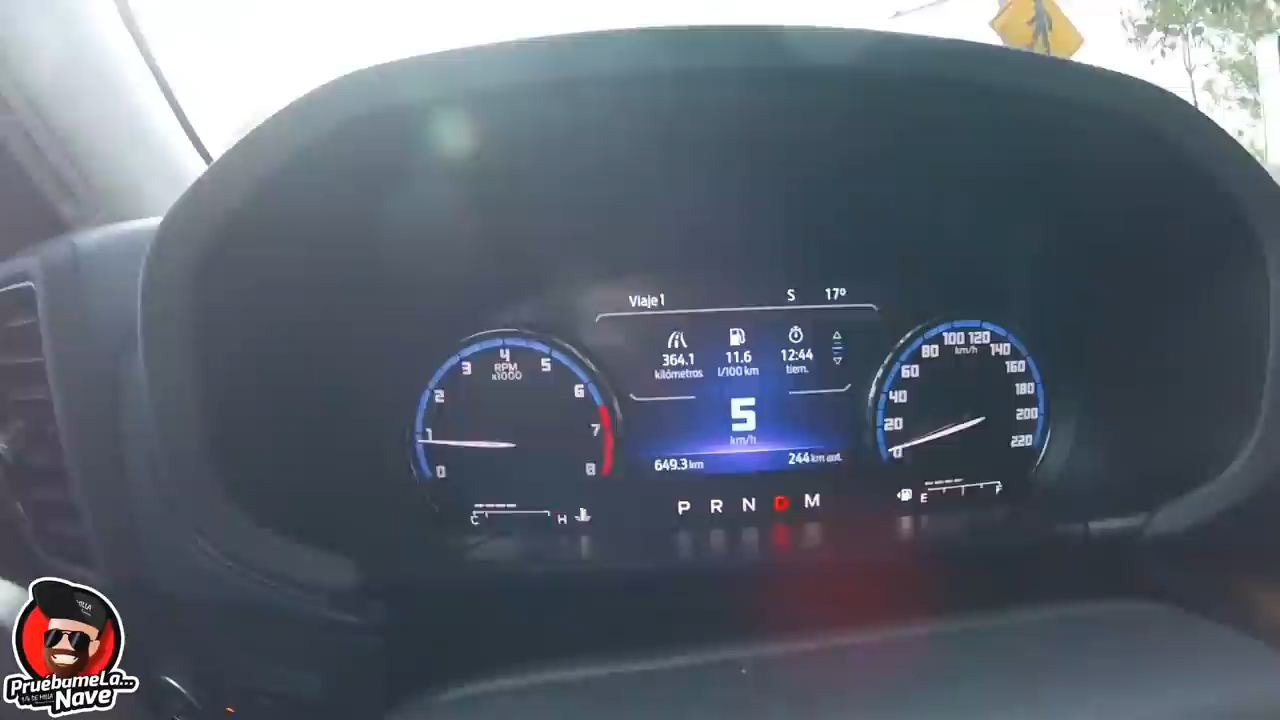 Viaje 1 S 17°
364.1 11.6 12:44
kilómetros l/100 km tiem.
5
km/h
649.3 km 244 km aut.
P R N D M
0 1 2 3 4 5 6 7 8
RPM
x1000
C H
0 20 40 60 80 100 120 140 160 180 200 220
km/h
E F
PruébameLa...
Nave